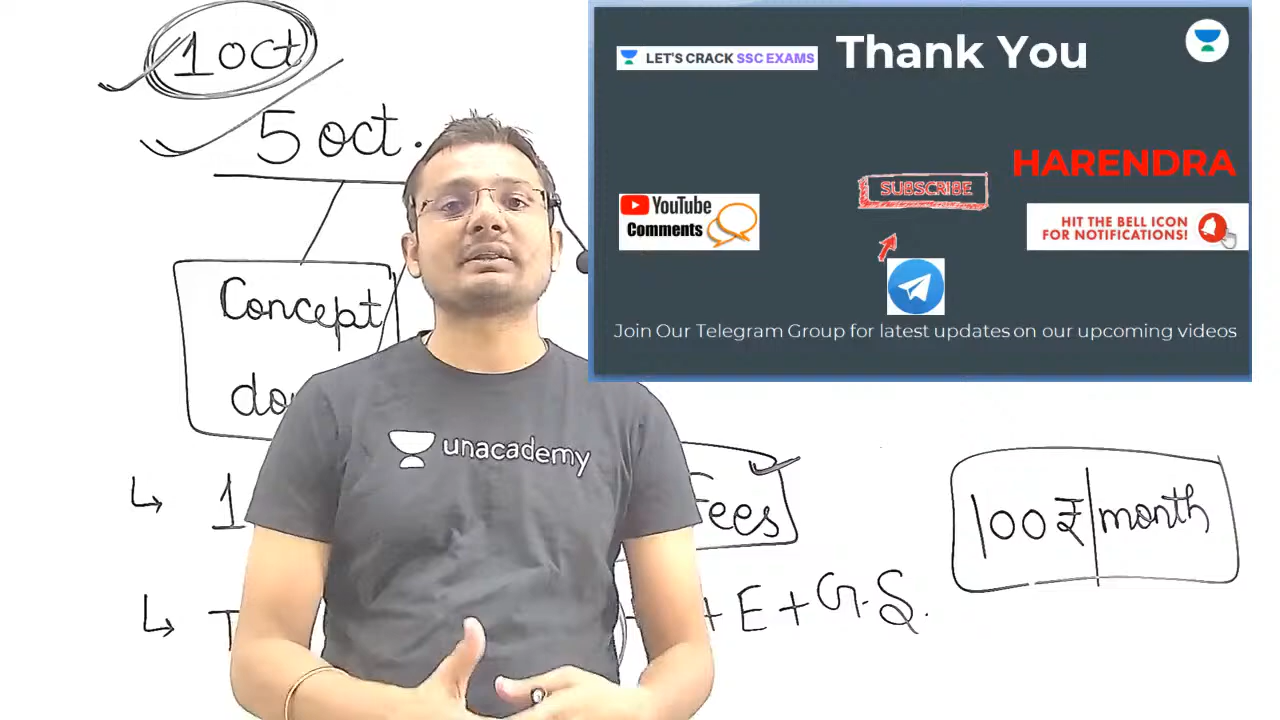 1 oct
5 oct.
Concept
LET'S CRACK SSC EXAMS
Thank You
HARENDRA
SUBSCRIBE
YouTube
Comments
HIT THE BELL ICON
FOR NOTIFICATIONS!
Join Our Telegram Group for latest updates on our upcoming videos
unacademy
↳ 1
Fees
100₹|month
↳ T
+ E + G.S.